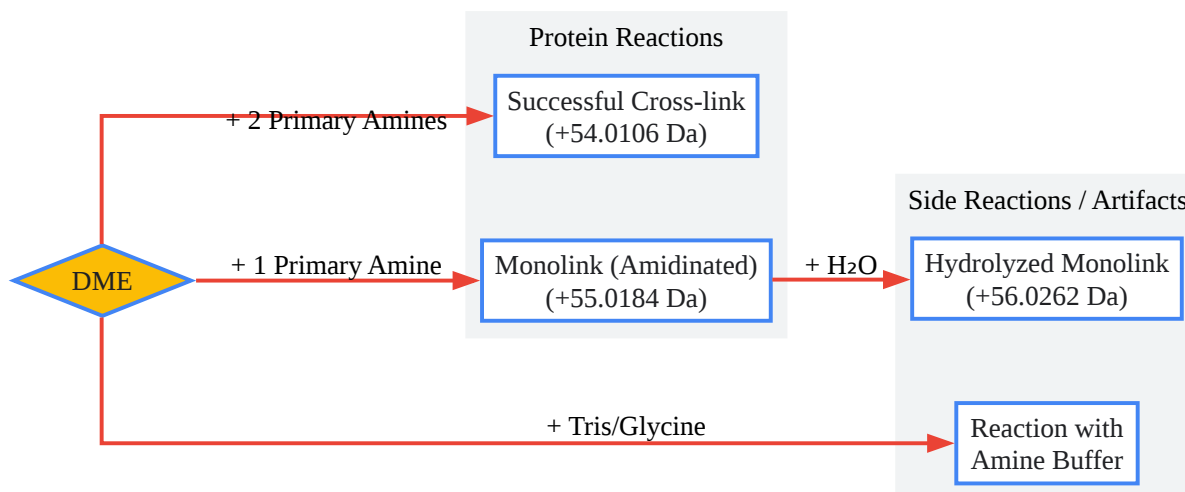 Protein Reactions
Successful Cross-link
(+54.0106 Da)
+ 2 Primary Amines
Side Reactions / Artifacts
DME
+ 1 Primary Amine
Monolink (Amidinated)
(+55.0184 Da)
+ H₂O
Hydrolyzed Monolink
(+56.0262 Da)
+ Tris/Glycine
Reaction with
Amine Buffer